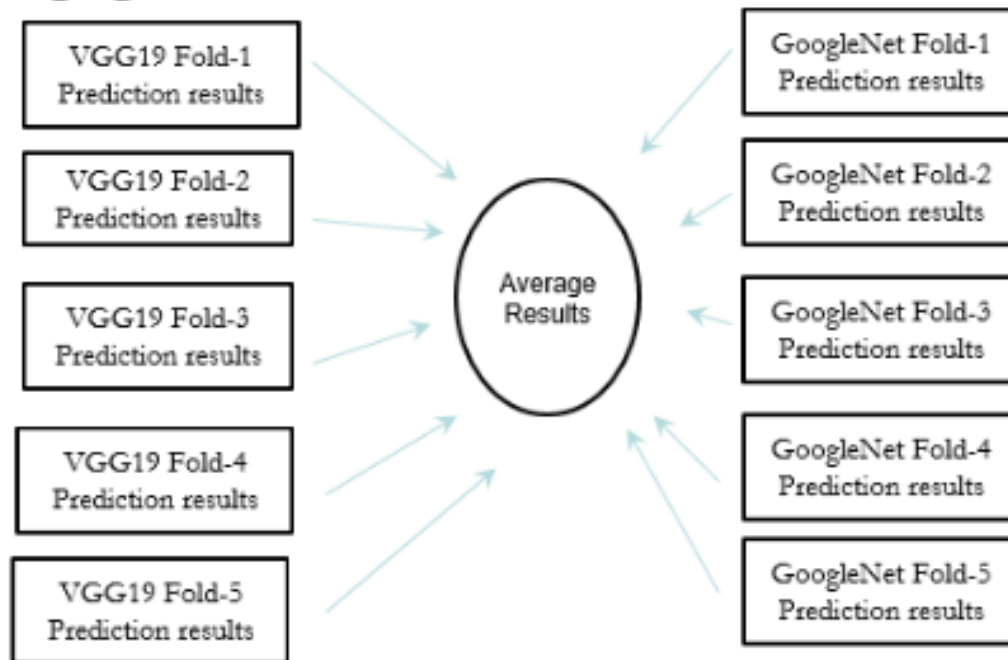 VGG19 Fold-1
Prediction results
VGG19 Fold-2
Prediction results
VGG19 Fold-3
Prediction results
VGG19 Fold-4
Prediction results
VGG19 Fold-5
Prediction results
Average
Results
GoogleNet Fold-1
Prediction results
GoogleNet Fold-2
Prediction results
GoogleNet Fold-3
Prediction results
GoogleNet Fold-4
Prediction results
GoogleNet Fold-5
Prediction results